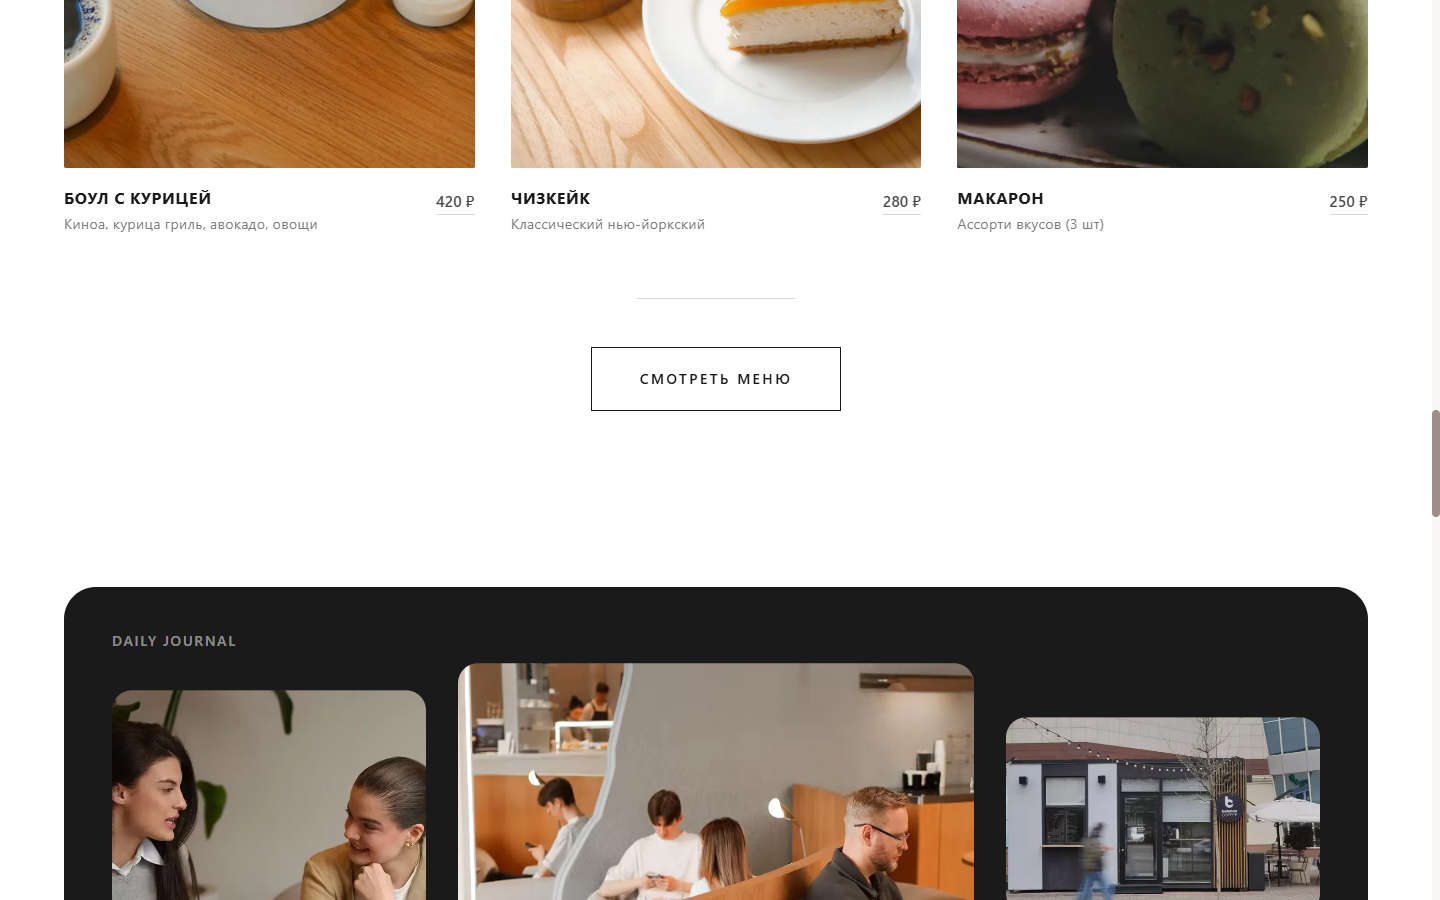 БОУЛ С КУРИЦЕЙ
420 ₽
Киноа, курица гриль, авокадо, овощи
ЧИЗКЕЙК
280 ₽
Классический нью-йоркский
МАКАРОН
250 ₽
Ассорти вкусов (3 шт)
СМОТРЕТЬ МЕНЮ
DAILY JOURNAL